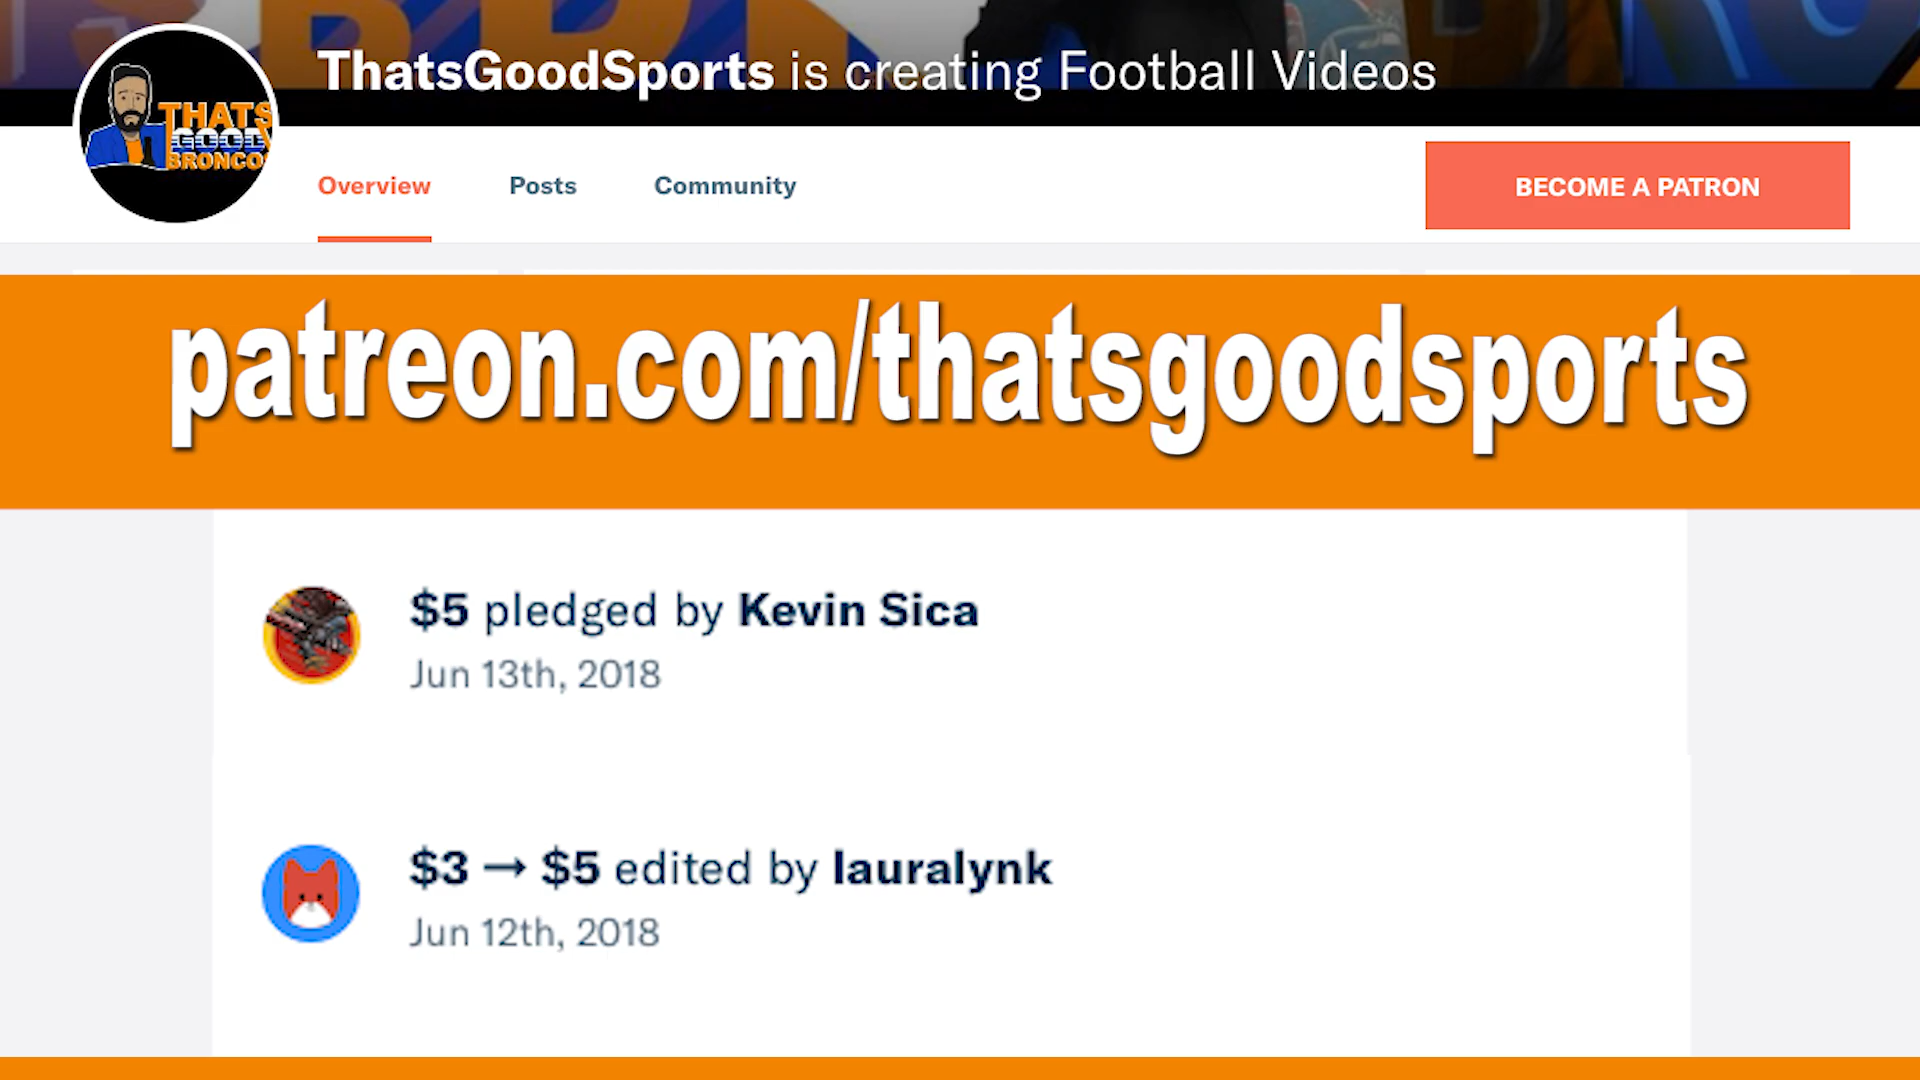 ThatsGoodSports is creating Football Videos
THATS
GOOD
BRONCO
Overview
Posts
Community
BECOME A PATRON
patreon.com/thatsgoodsports
$5 pledged by Kevin Sica
Jun 13th, 2018
$3 → $5 edited by lauralynk
Jun 12th, 2018